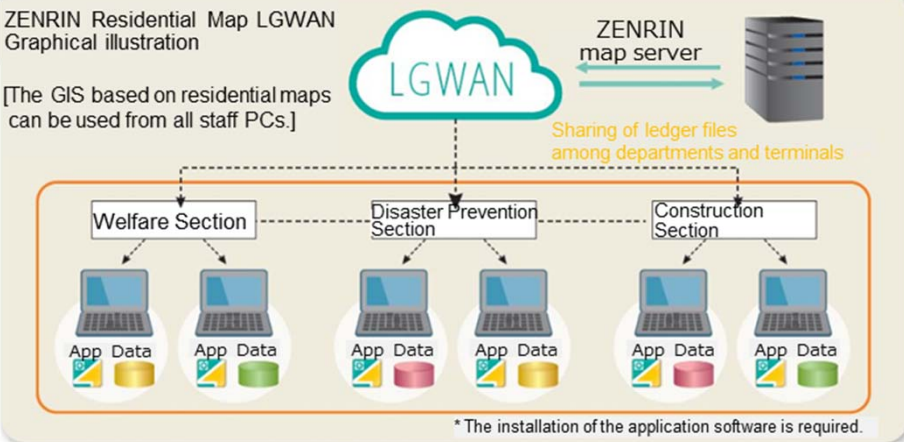 ZENRIN Residential Map LGWAN
Graphical illustration
[The GIS based on residential maps
can be used from all staff PCs.]
LGWAN
ZENRIN
map server
Sharing of ledger files
among departments and terminals
Welfare Section
Disaster Prevention
Section
Construction
Section
App Data
App Data
App Data
App Data
App Data
App Data
* The installation of the application software is required.